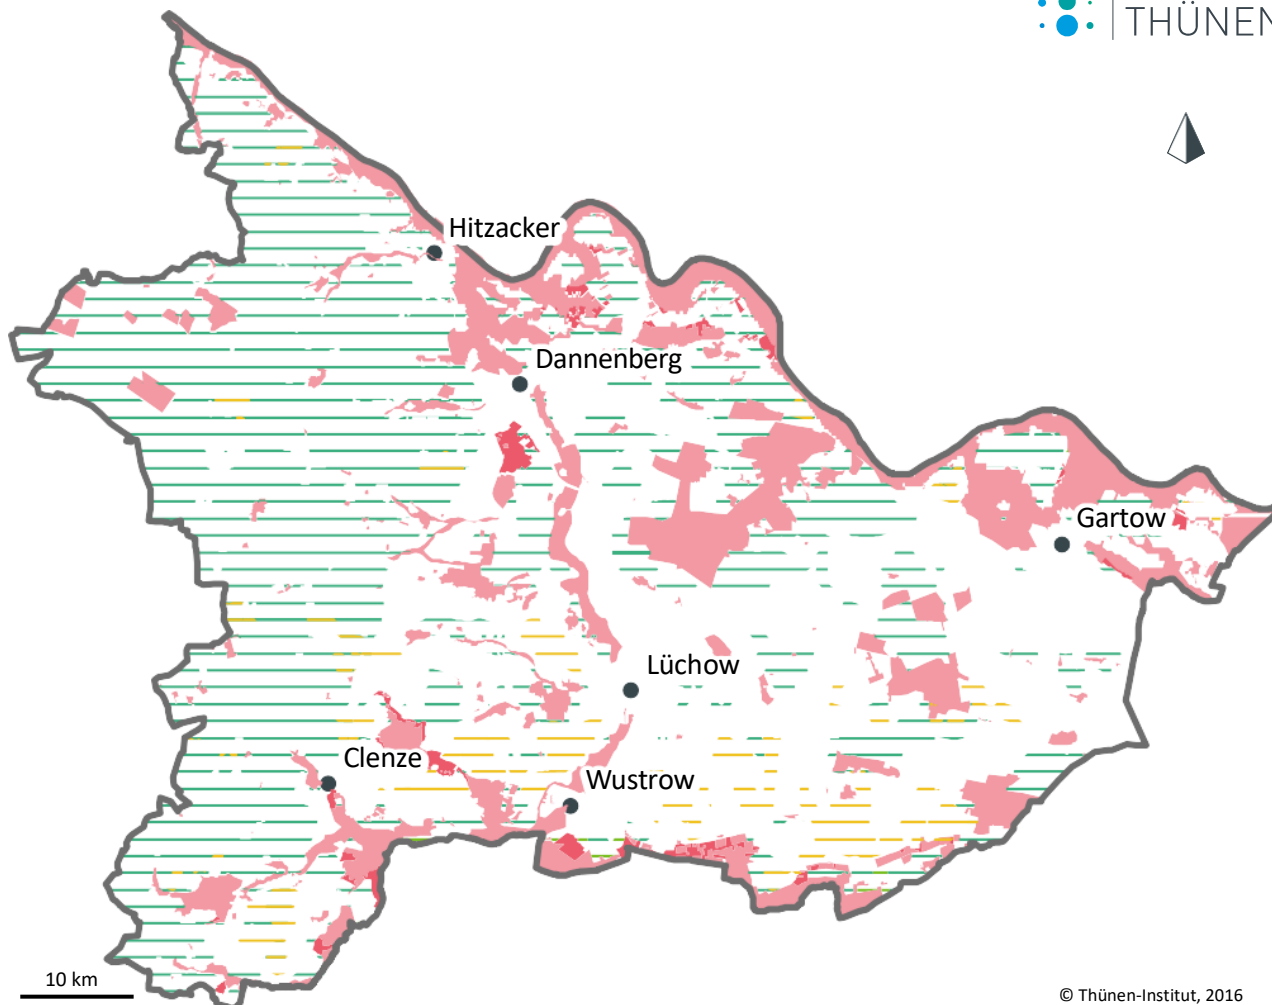 THÜNEN
Hitzacker
Dannenberg
Gartow
Lüchow
Clenze
Wustrow
10 km
© Thünen-Institut, 2016